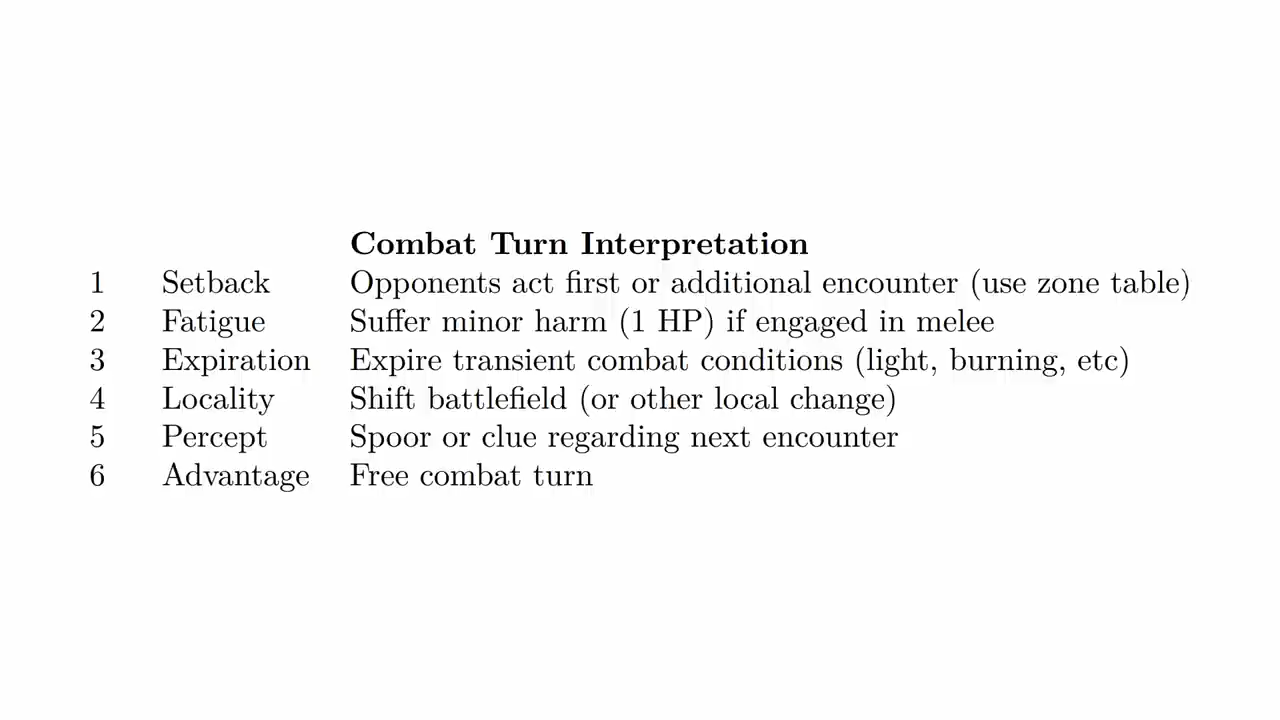 Combat Turn Interpretation
1 Setback Opponents act first or additional encounter (use zone table)
2 Fatigue Suffer minor harm (1 HP) if engaged in melee
3 Expiration Expire transient combat conditions (light, burning, etc)
4 Locality Shift battlefield (or other local change)
5 Percept Spoor or clue regarding next encounter
6 Advantage Free combat turn